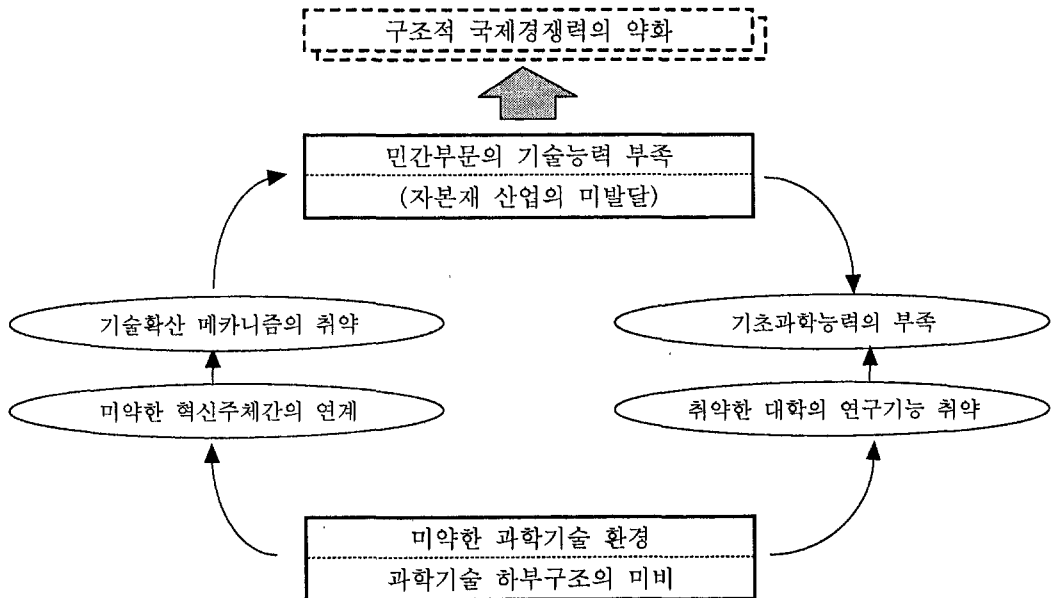 구조적 국제경쟁력의 약화
민간부문의 기술능력 부족
(자본재 산업의 미발달)
기술확산 메카니즘의 취약
기초과학능력의 부족
미약한 혁신주체간의 연계
취약한 대학의 연구기능 취약
미약한 과학기술 환경
과학기술 하부구조의 미비